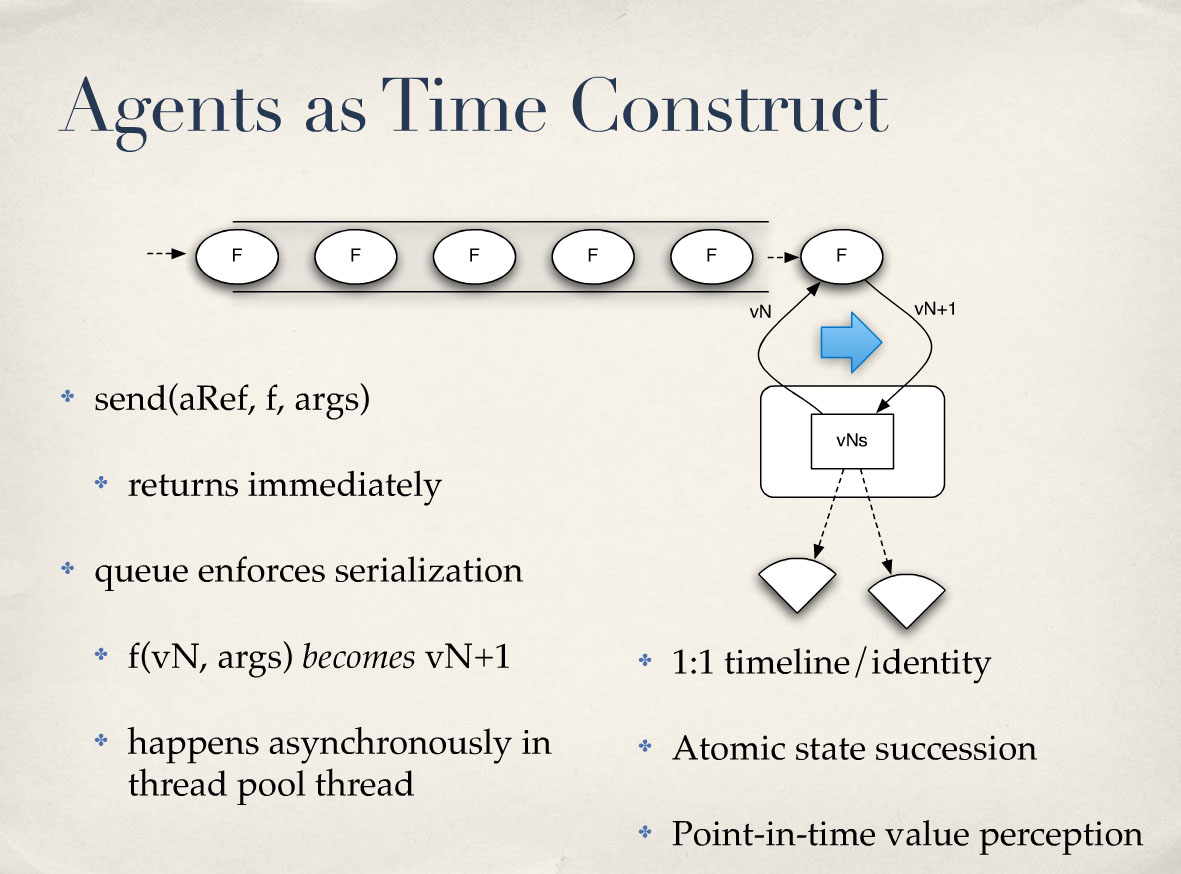 Agents as Time Construct
F F F F F F
vN vN+1
vNs
send(aRef, f, args)
returns immediately
queue enforces serialization
f(vN, args) becomes vN+1
happens asynchronously in
thread pool thread
1:1 timeline/identity
Atomic state succession
Point-in-time value perception